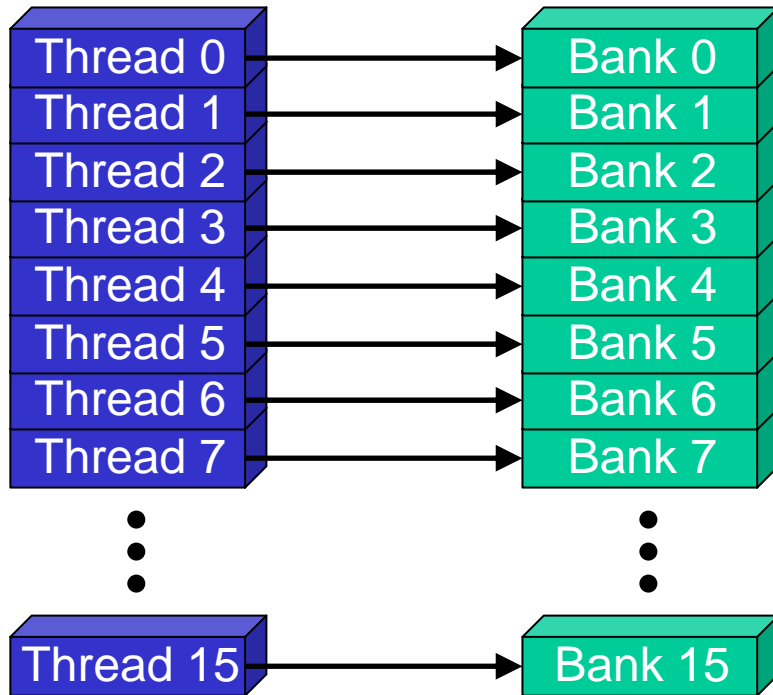 Thread 0 Bank 0
Thread 1 Bank 1
Thread 2 Bank 2
Thread 3 Bank 3
Thread 4 Bank 4
Thread 5 Bank 5
Thread 6 Bank 6
Thread 7 Bank 7
Thread 15 Bank 15